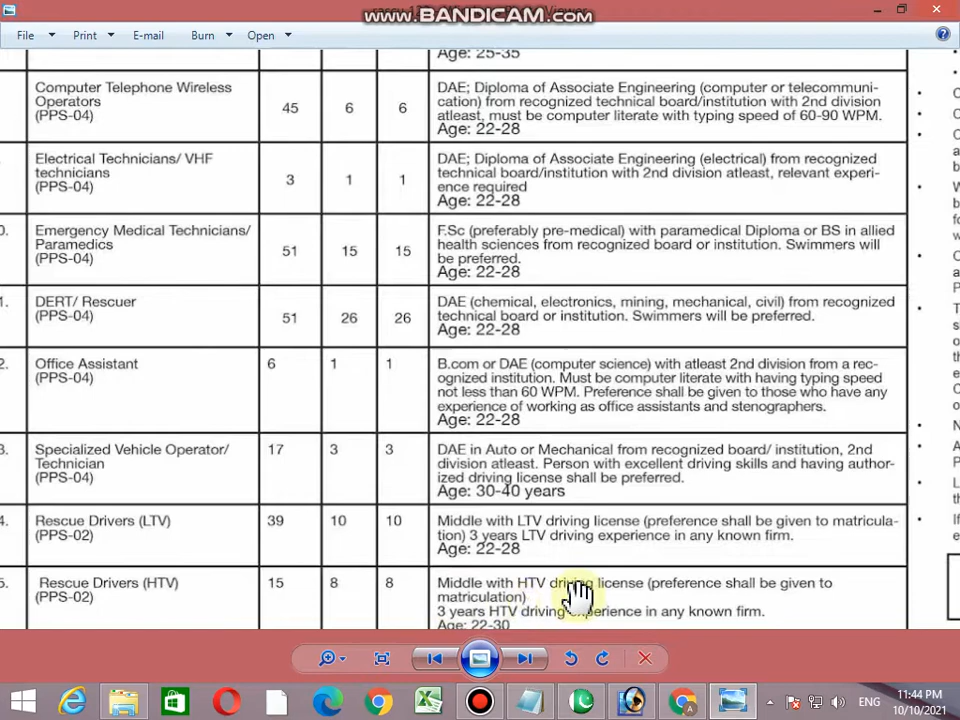 www.BANDICAM.com
File Print E-mail Burn Open
Age: 25-35
Computer Telephone Wireless
Operators
(PPS-04)
45 6 6
DAE; Diploma of Associate Engineering (computer or telecommuni-
cation) from recognized technical board/institution with 2nd division
atleast, must be computer literate with typing speed of 60-90 WPM.
Age: 22-28
Electrical Technicians/ VHF
technicians
(PPS-04)
3 1 1
DAE; Diploma of Associate Engineering (electrical) from recognized
technical board/institution with 2nd division atleast, relevant experi-
ence required
Age: 22-28
0.
Emergency Medical Technicians/
Paramedics
(PPS-04)
51 15 15
F.Sc (preferably pre-medical) with paramedical Diploma or BS in allied
health sciences from recognized board or institution. Swimmers will
be preferred.
Age: 22-28
1.
DERT/ Rescuer
(PPS-04)
51 26 26
DAE (chemical, electronics, mining, mechanical, civil) from recognized
technical board or institution. Swimmers will be preferred.
Age: 22-28
2.
Office Assistant
(PPS-04)
6 1 1
B.com or DAE (computer science) with atleast 2nd division from a rec-
ognized institution. Must be computer literate with having typing speed
not less than 60 WPM. Preference shall be given to those who have any
experience of working as office assistants and stenographers.
Age: 22-28
3.
Specialized Vehicle Operator/
Technician
(PPS-04)
17 3 3
DAE in Auto or Mechanical from recognized board/ institution, 2nd
division atleast. Person with excellent driving skills and having author-
ized driving license shall be preferred.
Age: 30-40 years
4.
Rescue Drivers (LTV)
(PPS-02)
39 10 10
Middle with LTV driving license (preference shall be given to matricula-
tion) 3 years LTV driving experience in any known firm.
Age: 22-28
5.
Rescue Drivers (HTV)
(PPS-02)
15 8 8
Middle with HTV driving license (preference shall be given to
matriculation)
3 years HTV driving experience in any known firm.
Age: 22-30
ENG
11:44 PM
10/10/2021